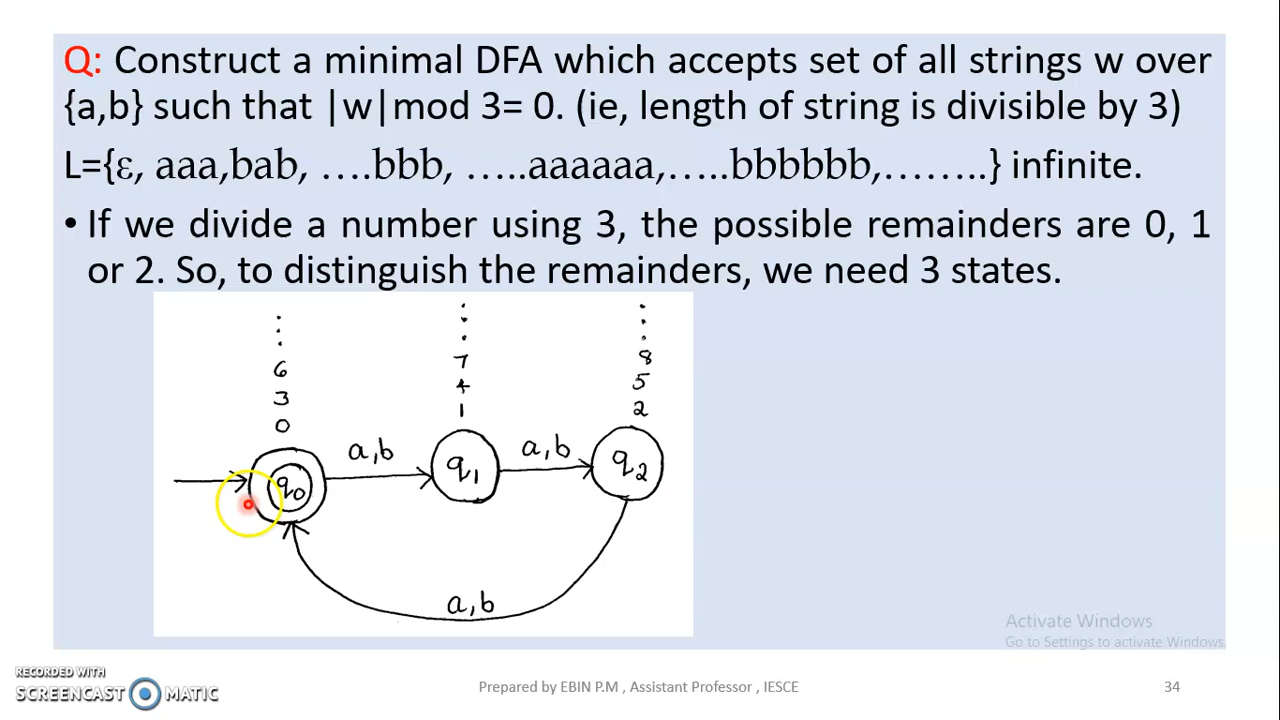 Q: Construct a minimal DFA which accepts set of all strings w over
{a,b} such that |w|mod 3= 0. (ie, length of string is divisible by 3)
L={ε, aaa,bab, ….bbb, …..aaaaaa,…..bbbbbb,……..} infinite.
• If we divide a number using 3, the possible remainders are 0, 1
or 2. So, to distinguish the remainders, we need 3 states.
⋮
6
3
0
⋮
7
4
1
⋮
8
5
2
q0
a,b
q1
a,b
q2
a,b
Activate Windows
Go to Settings to activate Windows.
RECORDED WITH
SCREENCAST MATIC
Prepared by EBIN P.M , Assistant Professor , IESCE
34